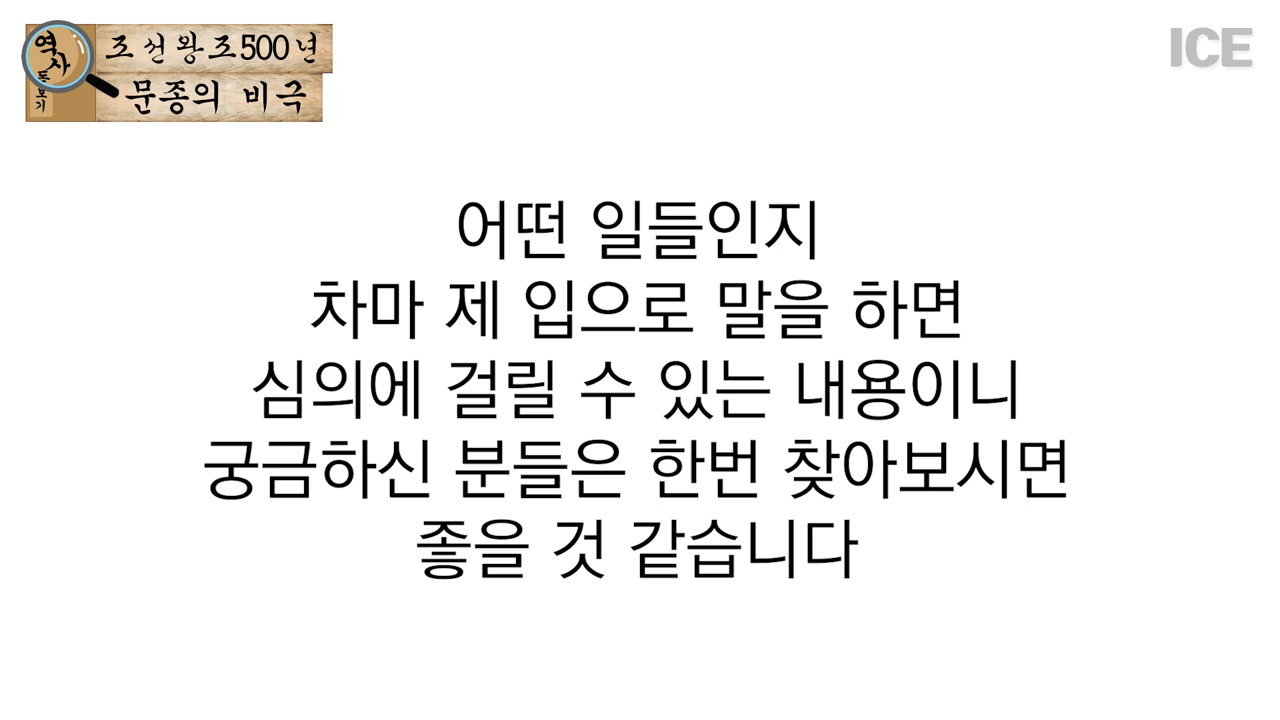 역사
돋보기
조선왕조500년
문종의 비극
ICE
어떤 일들인지
차마 제 입으로 말을 하면
심의에 걸릴 수 있는 내용이니
궁금하신 분들은 한번 찾아보시면
좋을 것 같습니다